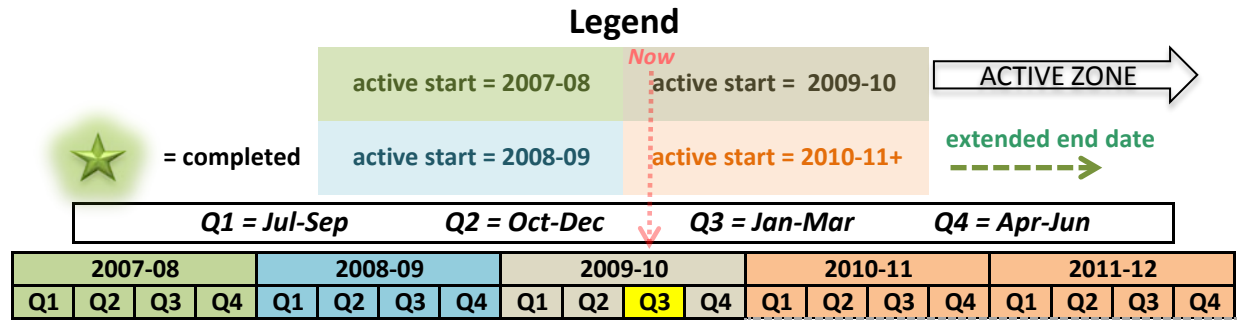 Legend
Now
active start = 2007-08 active start = 2009-10 ACTIVE ZONE
= completed active start = 2008-09 active start = 2010-11+ extended end date
Q1 = Jul-Sep Q2 = Oct-Dec Q3 = Jan-Mar Q4 = Apr-Jun
2007-08 2008-09 2009-10 2010-11 2011-12
Q1 Q2 Q3 Q4 Q1 Q2 Q3 Q4 Q1 Q2 Q3 Q4 Q1 Q2 Q3 Q4 Q1 Q2 Q3 Q4